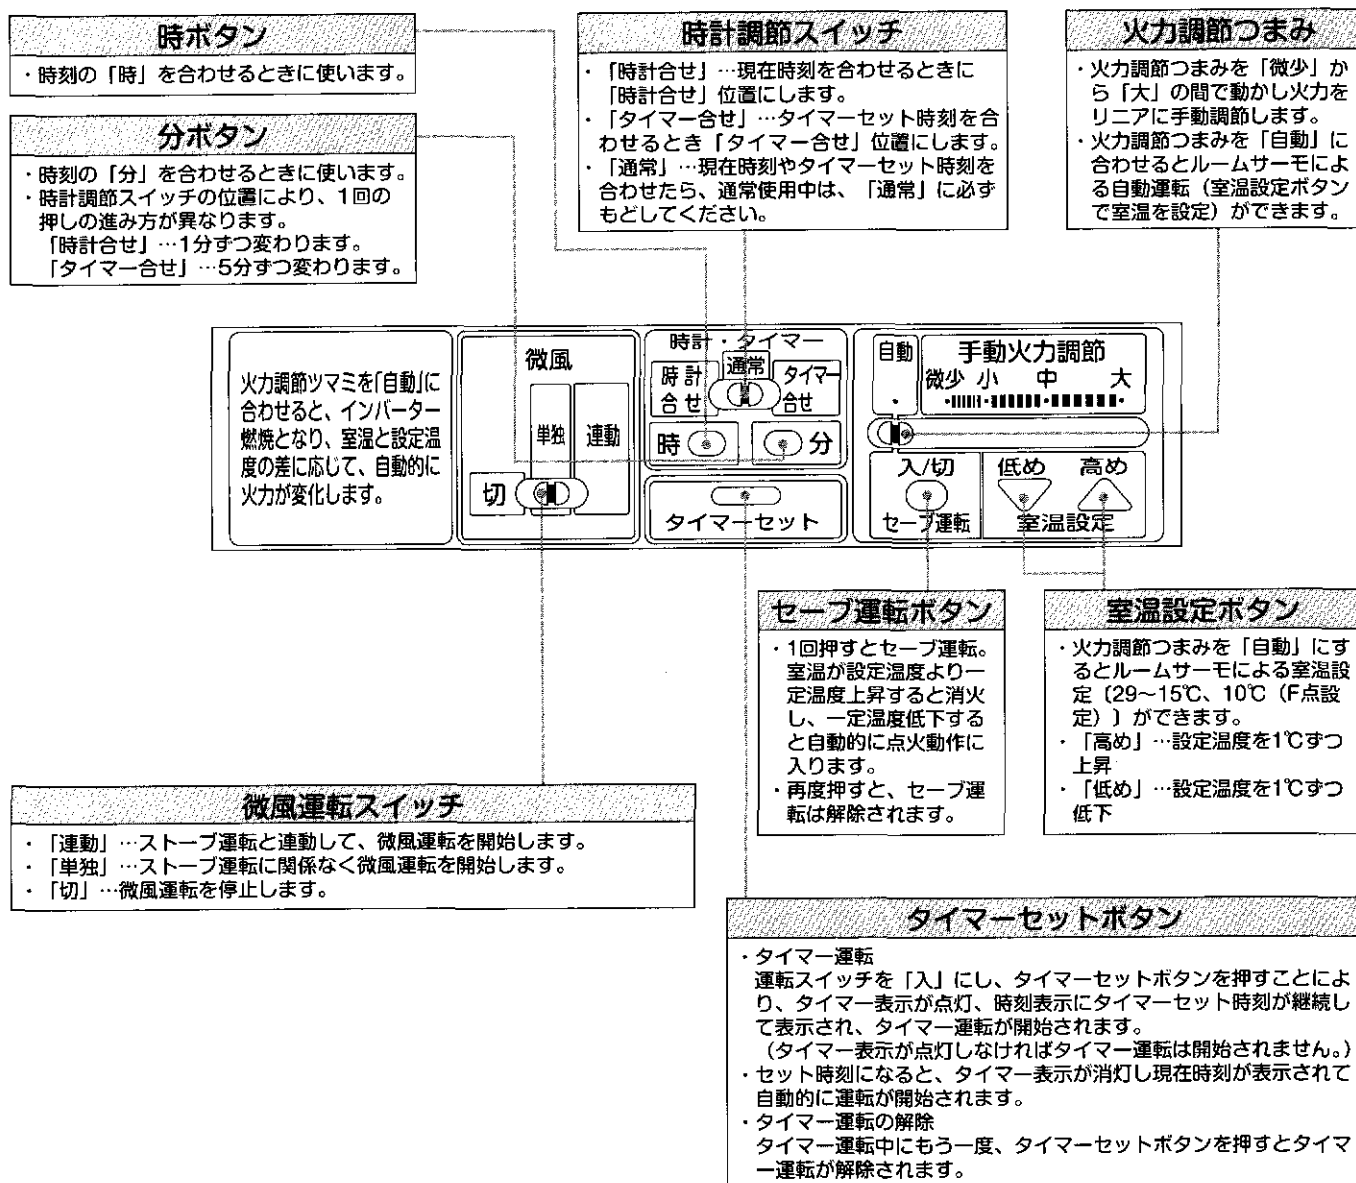 時ボタン
・時刻の「時」を合わせるときに使います。
分ボタン
・時刻の「分」を合わせるときに使います。
・時計調節スイッチの位置により、1回の
押しの進み方が異なります。
「時計合せ」…1分ずつ変わります。
「タイマー合せ」…5分ずつ変わります。
時計調節スイッチ
・「時計合せ」…現在時刻を合わせるときに
「時計合せ」位置にします。
・「タイマー合せ」…タイマーセット時刻を合
わせるとき「タイマー合せ」位置にします。
・「通常」…現在時刻やタイマーセット時刻を
合わせたら、通常使用中は、「通常」に必ず
もどしてください。
火力調節つまみ
・火力調節つまみを「微少」か
ら「大」の間で動かし火力を
リニアに手動調節します。
・火力調節つまみを「自動」に
合わせるとルームサーモによ
る自動運転(室温設定ボタン
で室温を設定)ができます。
火力調節ツマミを「自動」に
合わせると、インバーター
燃焼となり、室温と設定温
度の差に応じて、自動的に
火力が変化します。
微風
単独
連動
切
時計・タイマー
時計
合せ
通常
タイマー
合せ
時
分
タイマーセット
自動
手動火力調節
微少 小 中 大
入/切
セーブ運転
低め 高め
室温設定
セーブ運転ボタン
・1回押すとセーブ運転。
室温が設定温度より一
定温度上昇すると消火
し、一定温度低下する
と自動的に点火動作に
入ります。
・再度押すと、セーブ運
転は解除されます。
室温設定ボタン
・火力調節つまみを「自動」にす
るとルームサーモによる室温設
定〔29〜15℃、10℃(F点設
定)〕ができます。
・「高め」…設定温度を1℃ずつ
上昇
・「低め」…設定温度を1℃ずつ
低下
微風運転スイッチ
・「連動」…ストーブ運転と連動して、微風運転を開始します。
・「単独」…ストーブ運転に関係なく微風運転を開始します。
・「切」…微風運転を停止します。
タイマーセットボタン
・タイマー運転
運転スイッチを「入」にし、タイマーセットボタンを押すことによ
り、タイマー表示が点灯、時刻表示にタイマーセット時刻が継続し
て表示され、タイマー運転が開始されます。
(タイマー表示が点灯しなければタイマー運転は開始されません。)
・セット時刻になると、タイマー表示が消灯し現在時刻が表示されて
自動的に運転が開始されます。
・タイマー運転の解除
タイマー運転中にもう一度、タイマーセットボタンを押すとタイマ
ー運転が解除されます。